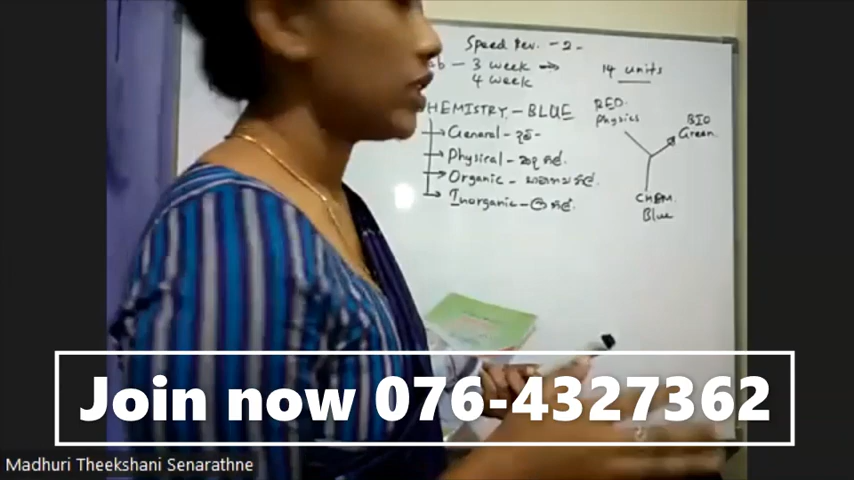 Speed Rev. - 2 -
3 week → 14 units
4 week
HEMISTRY - BLUE
General -
Physical -
Organic -
Inorganic -
RED.
Physics
BIO
Green
CHEM.
Blue
Join now 076-4327362
Madhuri Theekshani Senarathne